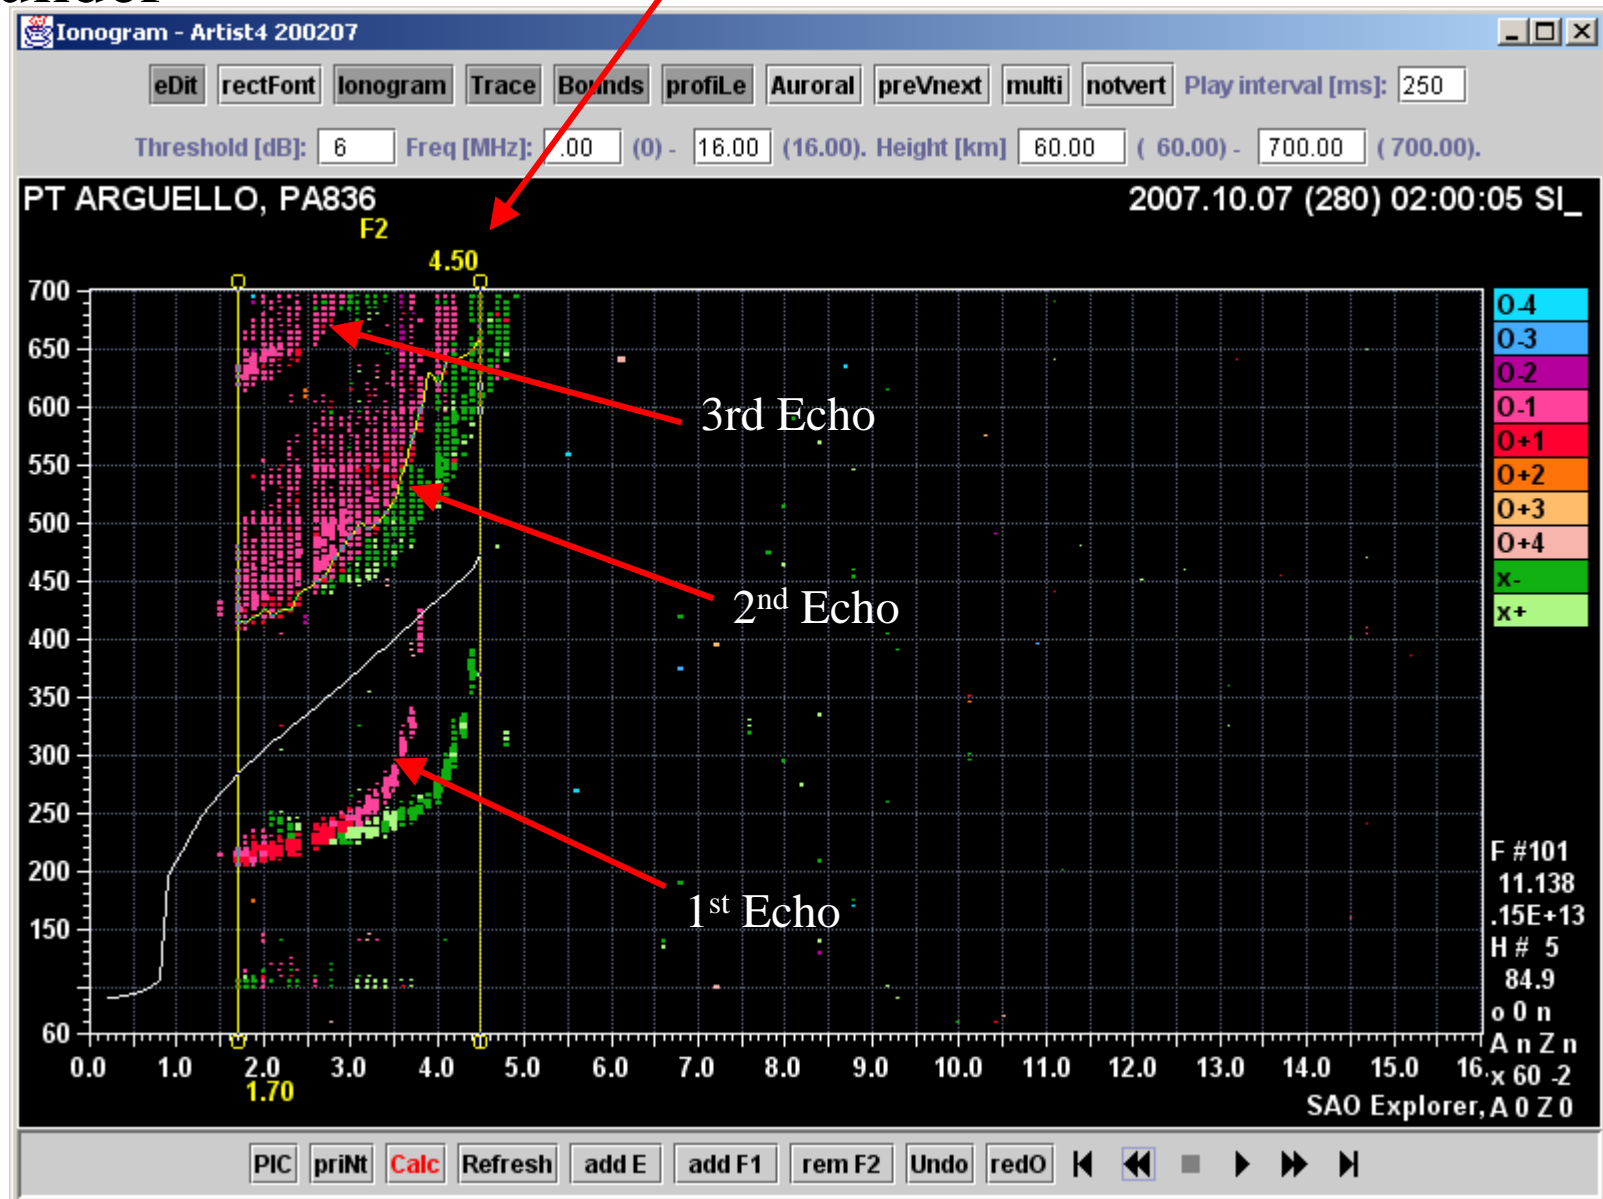 Ionogram - Artist4 200207
eDit rectFont Ionogram Trace Bounds profiLe Auroral preVnext multi notvert Play interval [ms]: 250
Threshold [dB]: 6 Freq [MHz]: .00 (0) - 16.00 (16.00). Height [km] 60.00 ( 60.00) - 700.00 ( 700.00).
PT ARGUELLO, PA836 2007.10.07 (280) 02:00:05 SI_
F2
4.50
700
650
600
550
500
450
400
350
300
250
200
150
60
3rd Echo
2nd Echo
1st Echo
O-4
O-3
O-2
O-1
O+1
O+2
O+3
O+4
x-
x+
F #101
11.138
.15E+13
H # 5
84.9
o 0 n
A n Z n
x 60 -2
A 0 Z 0
0.0 1.0 2.0 3.0 4.0 5.0 6.0 7.0 8.0 9.0 10.0 11.0 12.0 13.0 14.0 15.0 16.
1.70
SAO Explorer,
PIC priNt Calc Refresh add E add F1 rem F2 Undo redO